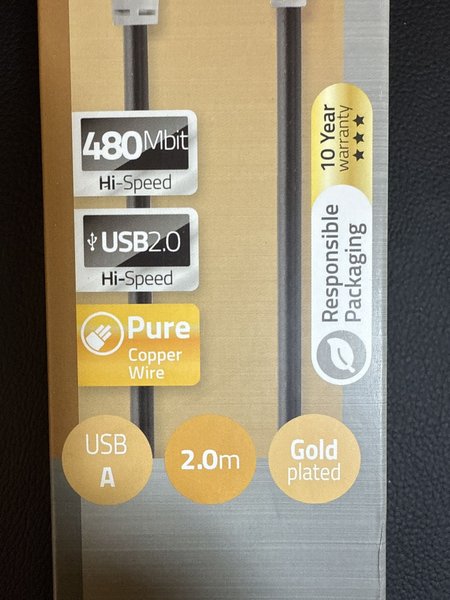 480Mbit
Hi-Speed
USB2.0
Hi-Speed
Pure
Copper
Wire
10 Year
warranty
Responsible
Packaging
USB
A
2.0m
Gold
plated